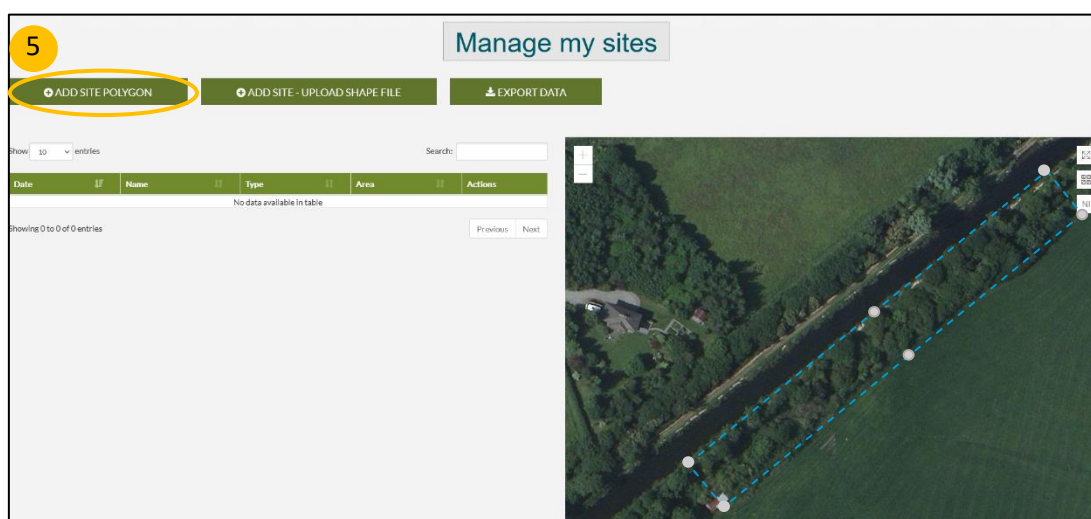 5
Manage my sites
ADD SITE POLYGON
ADD SITE - UPLOAD SHAPE FILE
EXPORT DATA
Show 10 entries
Search:
Date Name Type Area Actions
No data available in table
Showing 0 to 0 of 0 entries
Previous Next
+
−